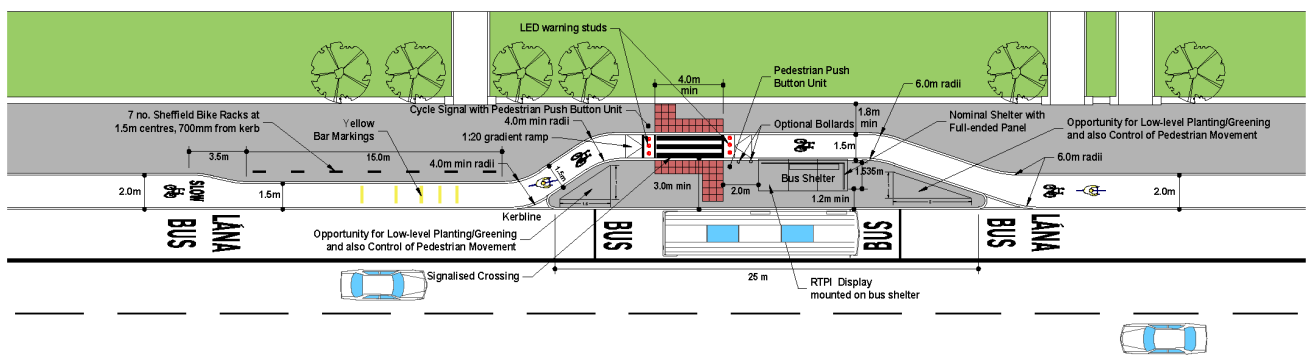 LED warning studs
4.0m
min
Pedestrian Push
Button Unit
6.0m radii
7 no. Sheffield Bike Racks at
1.5m centres, 700mm from kerb
Yellow
Bar Markings
Cycle Signal with Pedestrian Push Button Unit
4.0m min radii
1:20 gradient ramp
Optional Bollards
1.8m
min
Nominal Shelter with
Full-ended Panel
Opportunity for Low-level Planting/Greening
and also Control of Pedestrian Movement
3.5m
15.0m
4.0m min radii
1.5m
6.0m radii
2.0m
SLOW
1.5m
1.5m
3.0m min
2.0m
Bus Shelter
1.535m
1.2m min
2.0m
Kerbline
BUS
LÁNA
Opportunity for Low-level Planting/Greening
and also Control of Pedestrian Movement
BUS
BUS
BUS
LÁNA
Signalised Crossing
25 m
RTPI Display
mounted on bus shelter